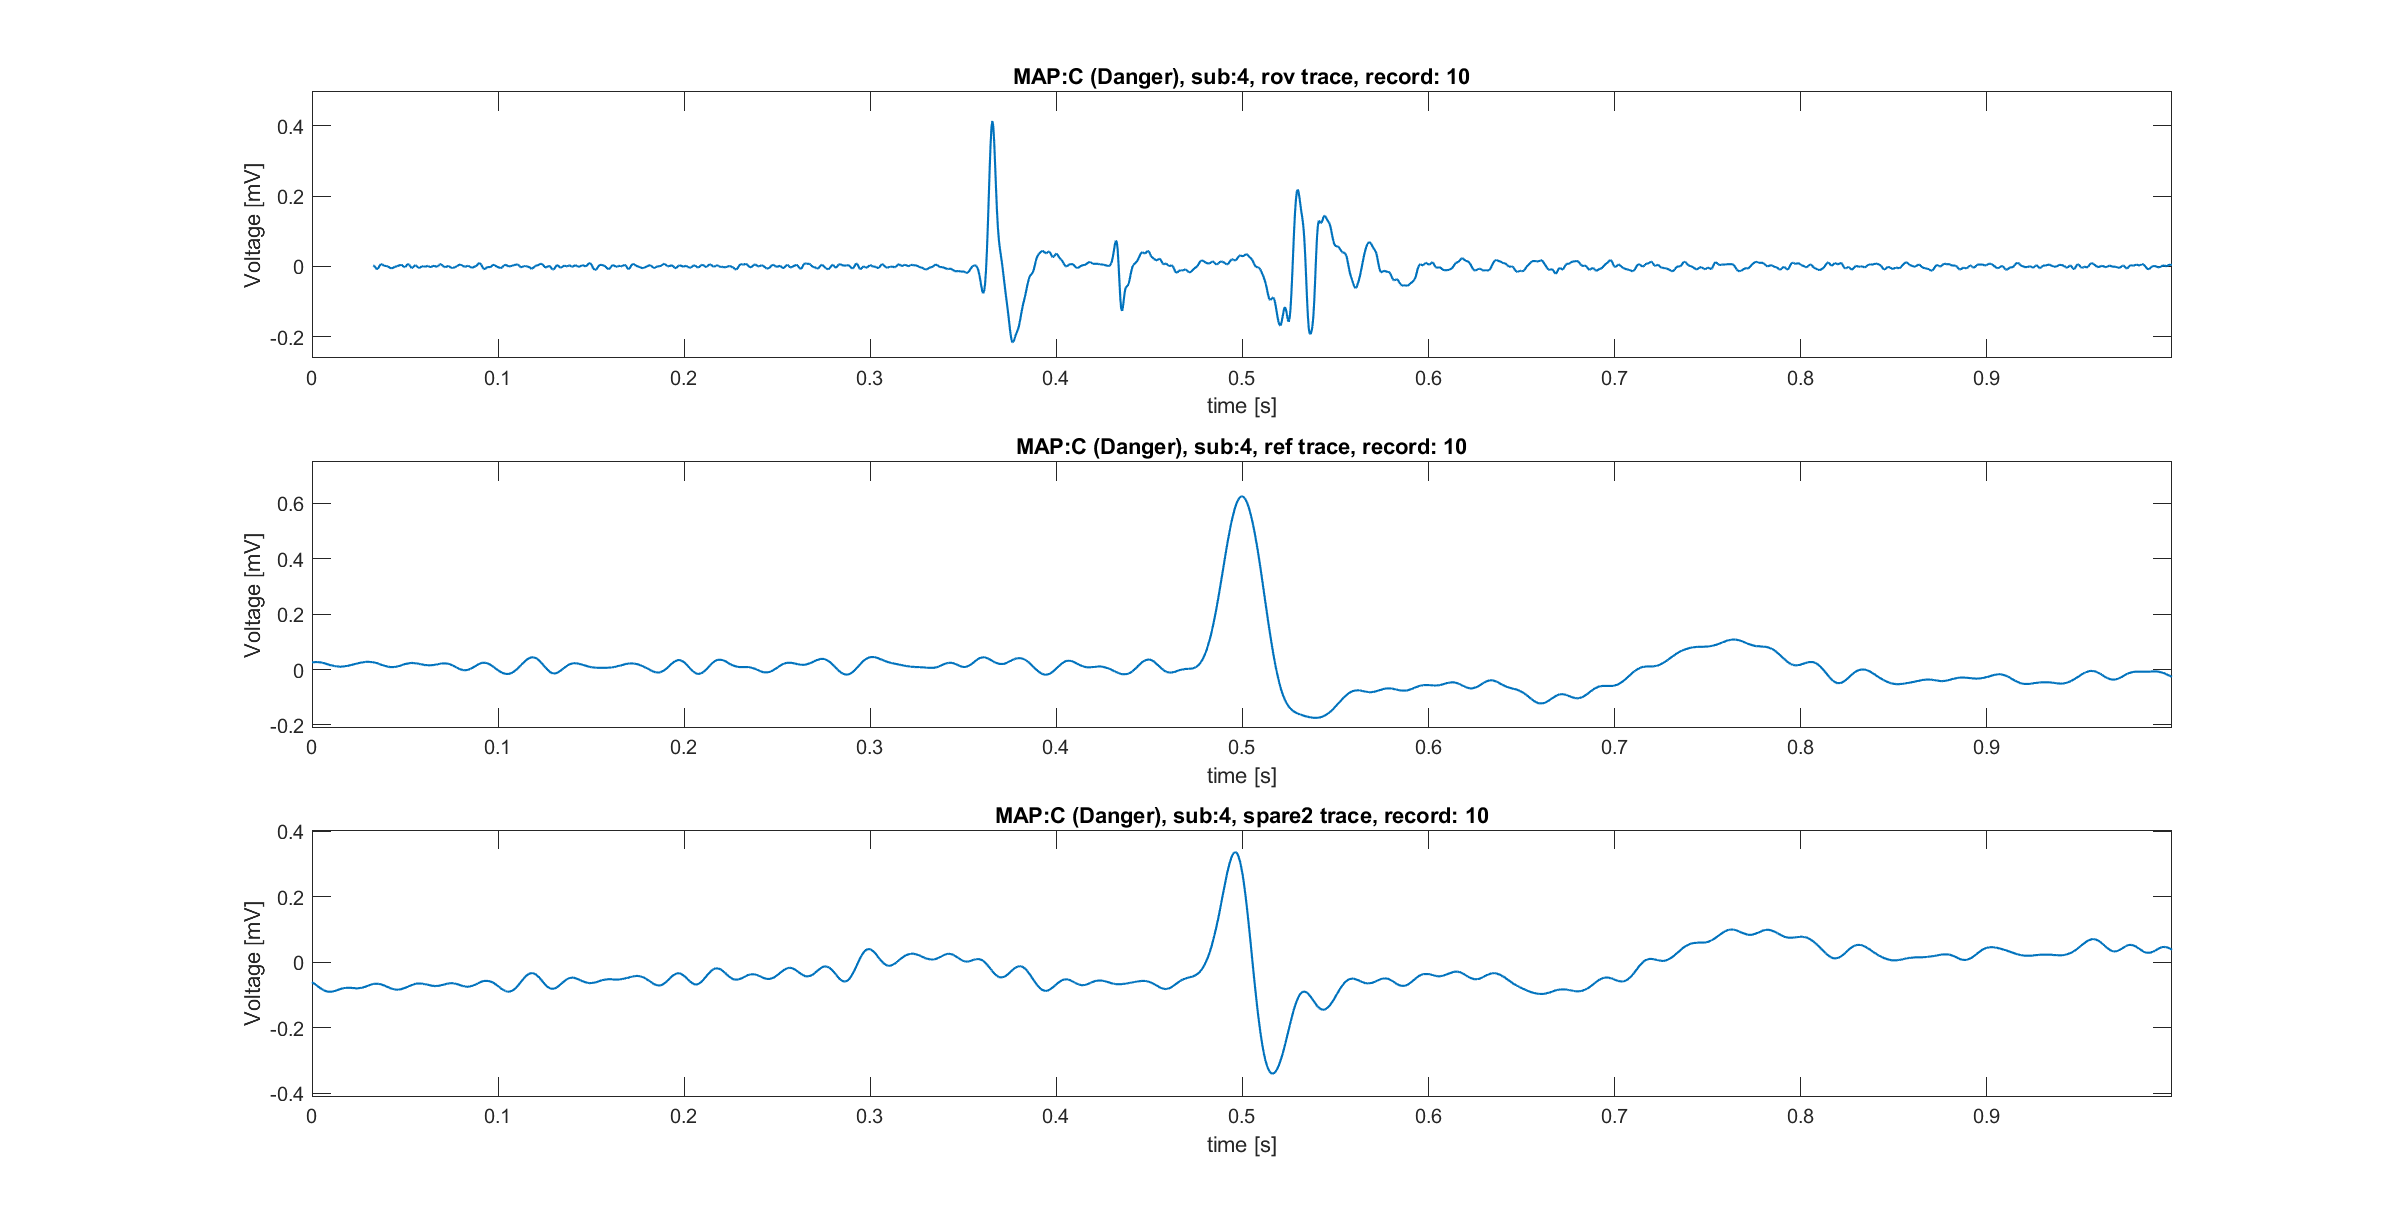 MAP:C (Danger), sub:4, rov trace, record: 10
Voltage [mV]
0.4
0.2
0
-0.2
0 0.1 0.2 0.3 0.4 0.5 0.6 0.7 0.8 0.9
time [s]
MAP:C (Danger), sub:4, ref trace, record: 10
Voltage [mV]
0.6
0.4
0.2
0
-0.2
0 0.1 0.2 0.3 0.4 0.5 0.6 0.7 0.8 0.9
time [s]
MAP:C (Danger), sub:4, spare2 trace, record: 10
Voltage [mV]
0.4
0.2
0
-0.2
-0.4
0 0.1 0.2 0.3 0.4 0.5 0.6 0.7 0.8 0.9
time [s]